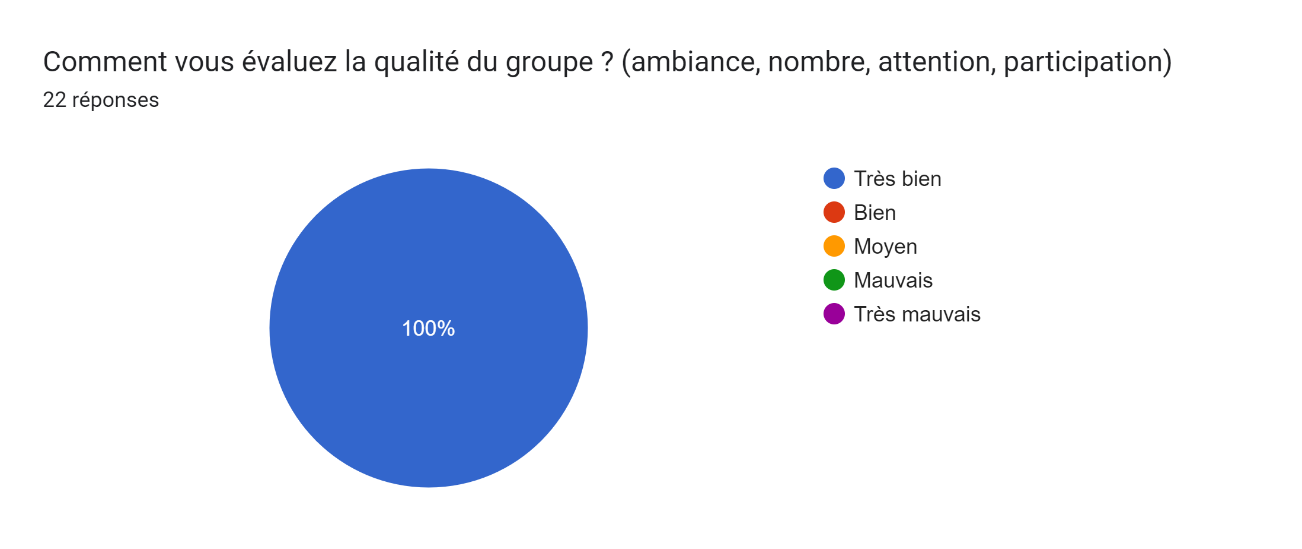 Comment vous évaluez la qualité du groupe ? (ambiance, nombre, attention, participation)
22 réponses
100%
Très bien
Bien
Moyen
Mauvais
Très mauvais